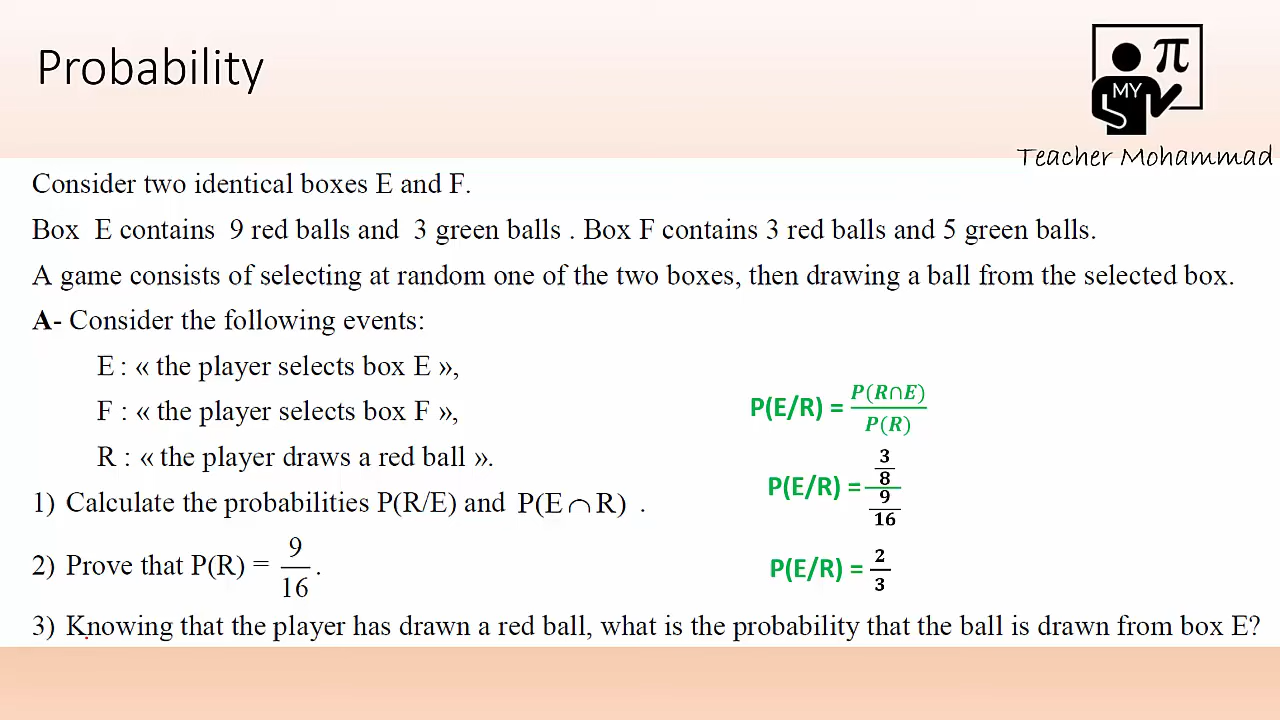 Probability
π
MY
Teacher Mohammad
Consider two identical boxes E and F.
Box E contains 9 red balls and 3 green balls . Box F contains 3 red balls and 5 green balls.
A game consists of selecting at random one of the two boxes, then drawing a ball from the selected box.
A- Consider the following events:
E : « the player selects box E »,
F : « the player selects box F »,
R : « the player draws a red ball ».
1) Calculate the probabilities P(R/E) and P(E ∩ R) .
2) Prove that P(R) = 9/16 .
3) Knowing that the player has drawn a red ball, what is the probability that the ball is drawn from box E?
P(E/R) = P(R∩E)/P(R)
P(E/R) = (3/8)/(9/16)
P(E/R) = 2/3